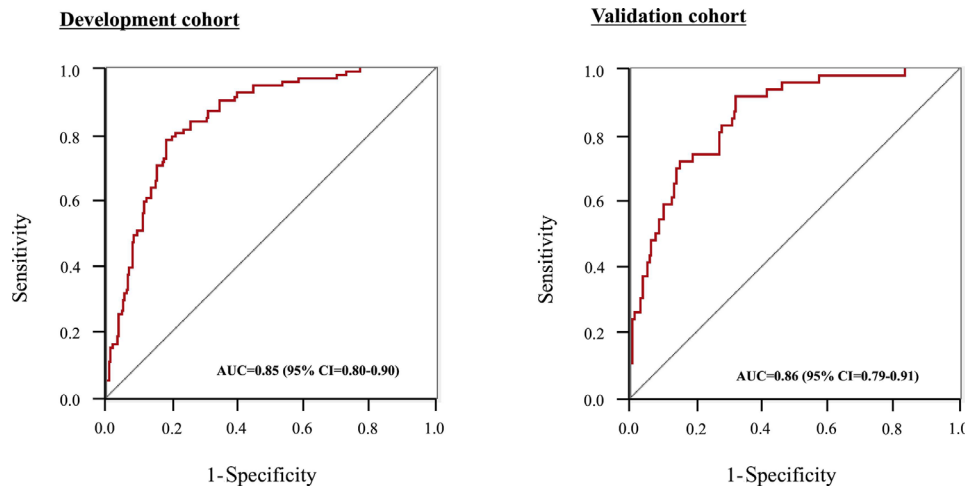 Development cohort
1.0
0.8
0.6
0.4
0.2
0.0
Sensitivity
AUC=0.85 (95% CI=0.80-0.90)
0.0 0.2 0.4 0.6 0.8 1.0
1-Specificity
Validation cohort
1.0
0.8
0.6
0.4
0.2
0.0
Sensitivity
AUC=0.86 (95% CI=0.79-0.91)
0.0 0.2 0.4 0.6 0.8 1.0
1-Specificity